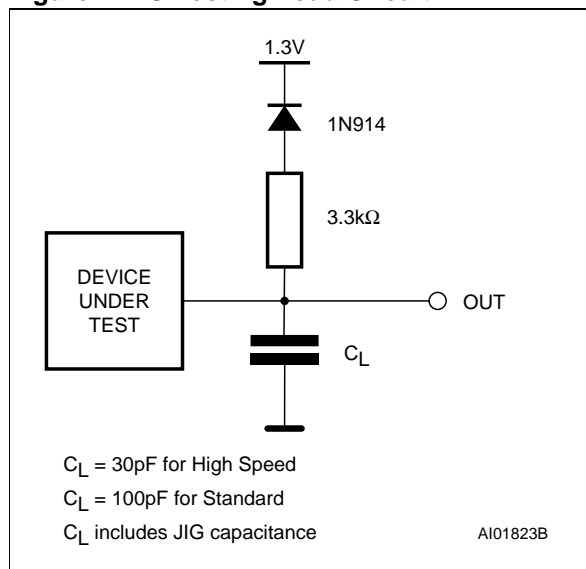 1.3V
1N914
3.3kΩ
DEVICE
UNDER
TEST
OUT
CL
CL = 30pF for High Speed
CL = 100pF for Standard
CL includes JIG capacitance
AI01823B